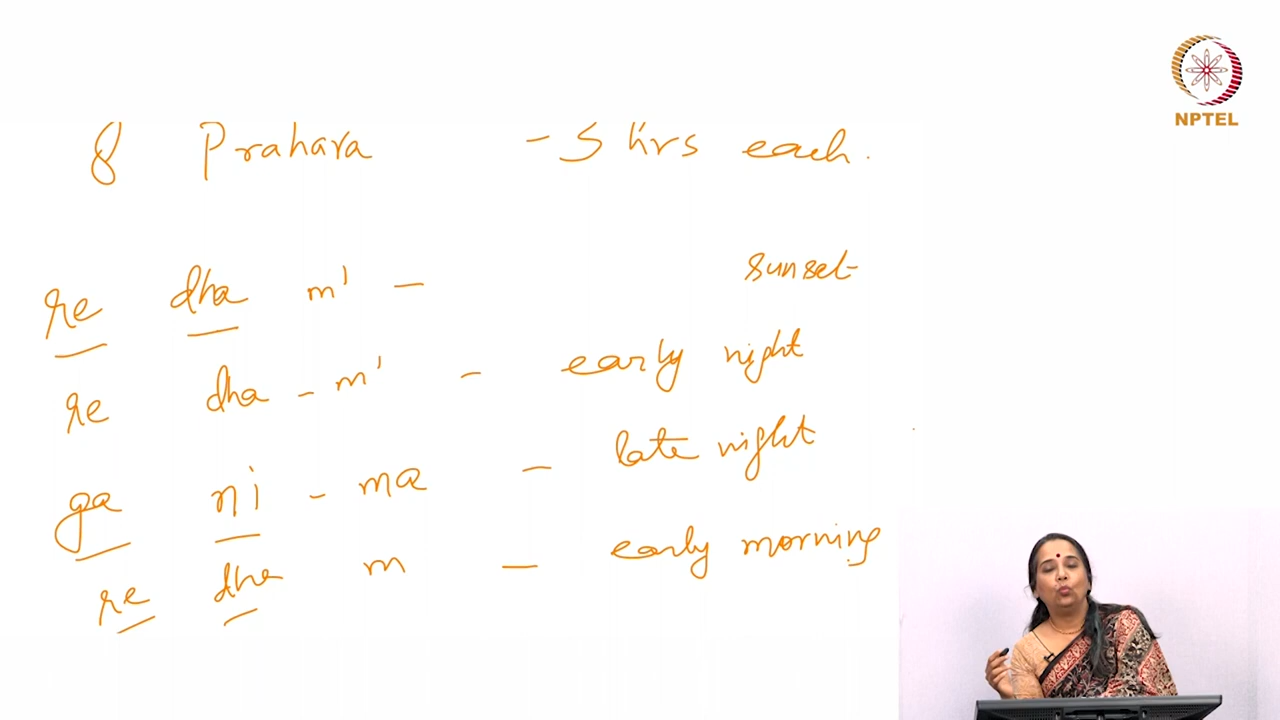 NPTEL
8 Prahara - 3 hrs each.
re dha m' - sunset
re dha - m' - early night
ga ni - ma - late night
re dha m - early morning